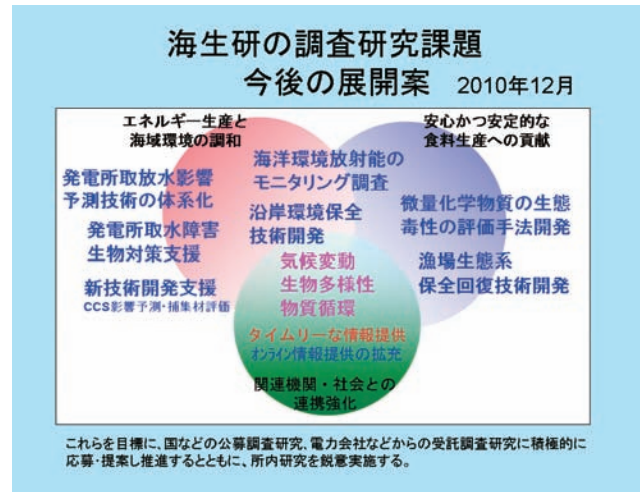 海生研の調査研究課題
今後の展開案 2010年12月
エネルギー生産と
海域環境の調和
安心かつ安定的な
食料生産への貢献
海洋環境放射能の
モニタリング調査
発電所取放水影響
予測技術の体系化
沿岸環境保全
技術開発
微量化学物質の生態
毒性の評価手法開発
発電所取水障害
生物対策支援
気候変動
生物多様性
物質循環
漁場生態系
保全回復技術開発
新技術開発支援
CCS影響予測・捕集材評価
タイムリーな情報提供
オンライン情報提供の拡充
関連機関・社会との
連携強化
これらを目標に、国などの公募調査研究、電力会社などからの受託調査研究に積極的に
応募・提案し推進するとともに、所内研究を鋭意実施する。